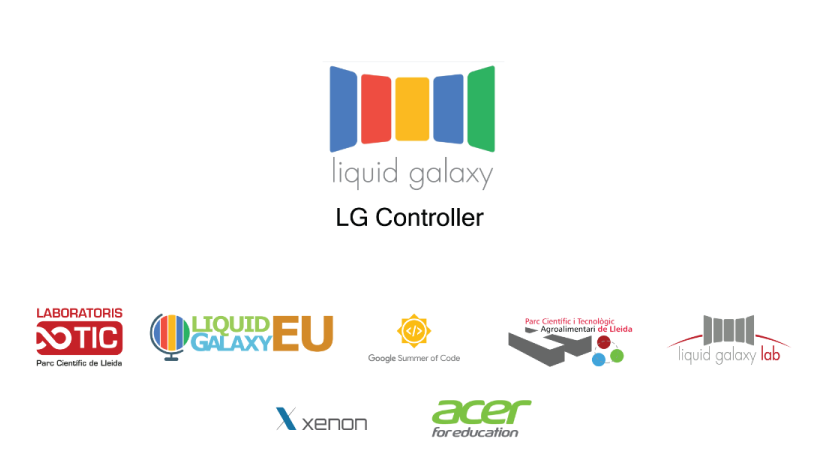 liquid galaxy
LG Controller
LABORATORIS
TIC
Parc Científic de Lleida
LIQUID
GALAXY
EU
Google Summer of Code
Parc Científic i Tecnològic
Agroalimentari de Lleida
liquid galaxy lab
xenon
acer
for education